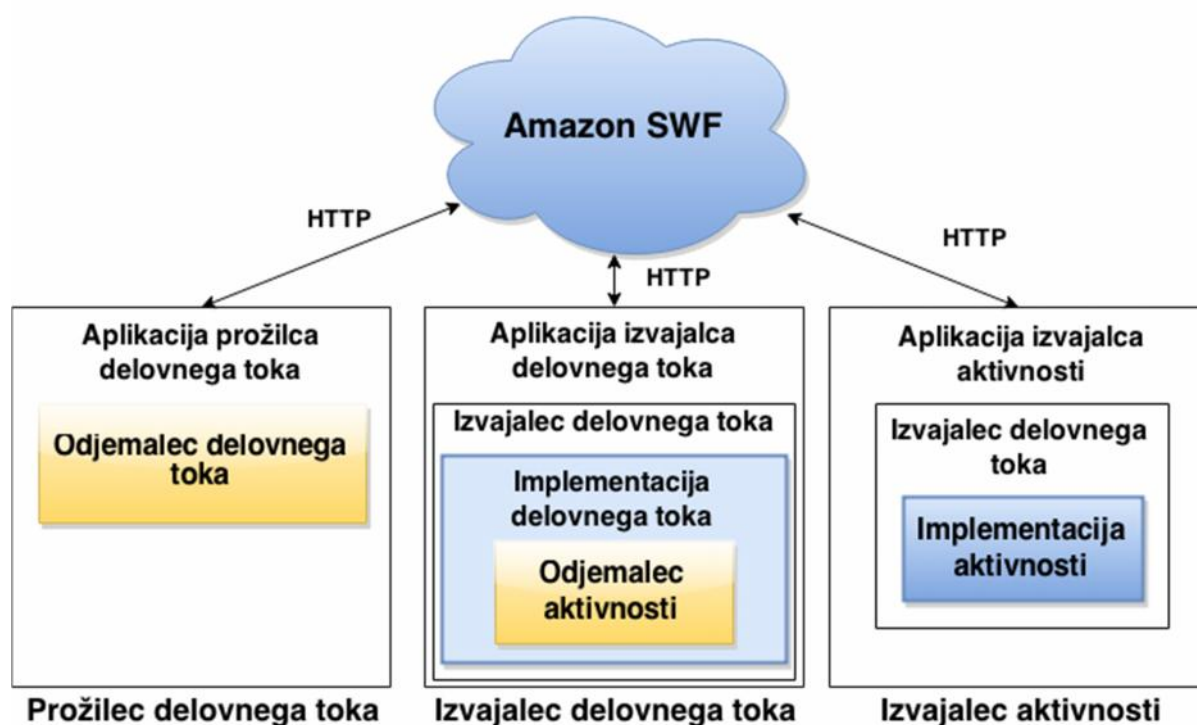 Amazon SWF
HTTP
HTTP
HTTP
Aplikacija prožilca
delovnega toka
Odjemalec delovnega
toka
Prožilec delovnega toka
Aplikacija izvajalca
delovnega toka
Izvajalec delovnega toka
Implementacija
delovnega toka
Odjemalec
aktivnosti
Izvajalec delovnega toka
Aplikacija izvajalca
aktivnosti
Izvajalec delovnega
toka
Implementacija
aktivnosti
Izvajalec aktivnosti